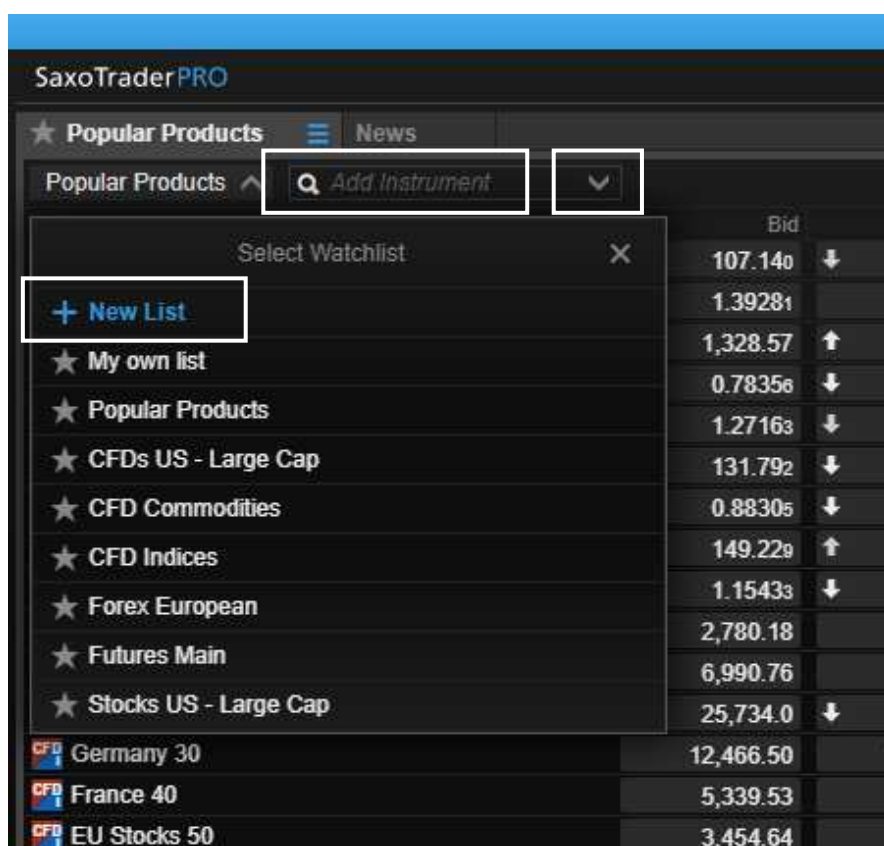 SaxoTraderPRO
Popular Products News
Popular Products Add Instrument
Bid
Select Watchlist
107.140
+ New List
1.39281
1,328.57
My own list
0.78356
Popular Products
1.27163
CFDs US - Large Cap
131.792
CFD Commodities
0.88305
149.229
CFD Indices
1.15433
Forex European
2,780.18
Futures Main
6,990.76
Stocks US - Large Cap
25,734.0
CFD Germany 30 12,466.50
CFD France 40 5,339.53
CFD EU Stocks 50 3,454.64